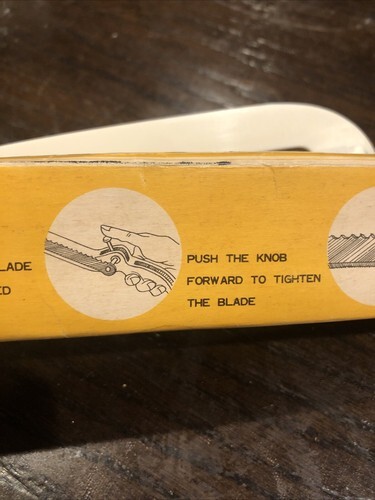 LADE
ED
PUSH THE KNOB
FORWARD TO TIGHTEN
THE BLADE